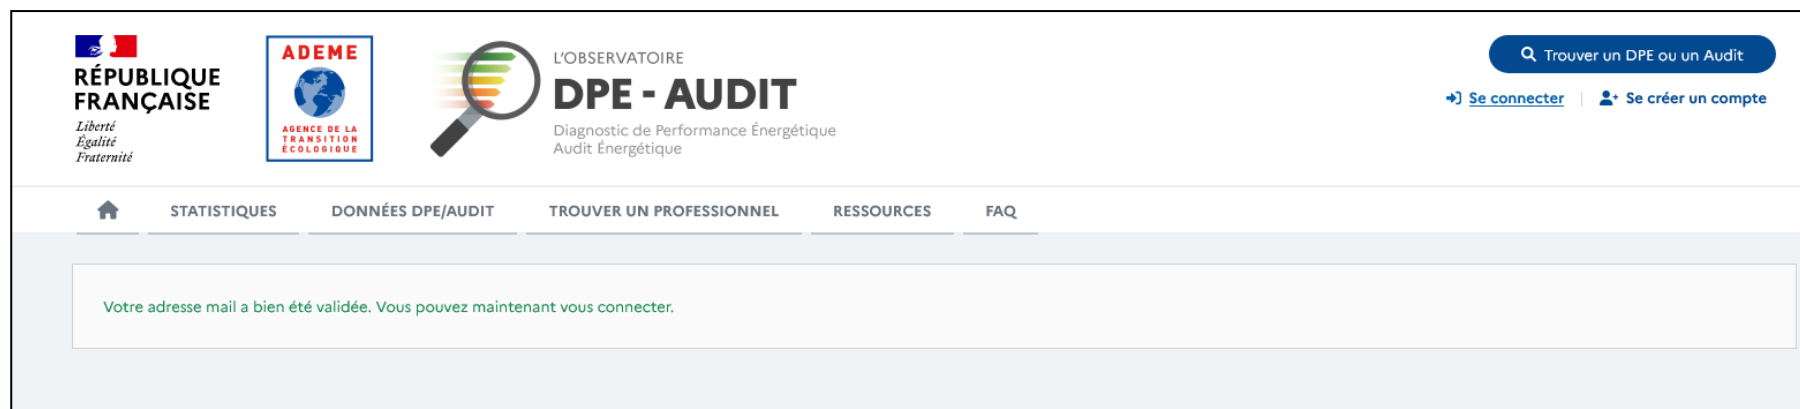 RÉPUBLIQUE
FRANÇAISE
Liberté
Égalité
Fraternité
ADEME
AGENCE DE LA
TRANSITION
ÉCOLOGIQUE
L'OBSERVATOIRE
DPE - AUDIT
Diagnostic de Performance Énergétique
Audit Énergétique
Trouver un DPE ou un Audit
Se connecter
Se créer un compte
STATISTIQUES
DONNÉES DPE/AUDIT
TROUVER UN PROFESSIONNEL
RESSOURCES
FAQ
Votre adresse mail a bien été validée. Vous pouvez maintenant vous connecter.